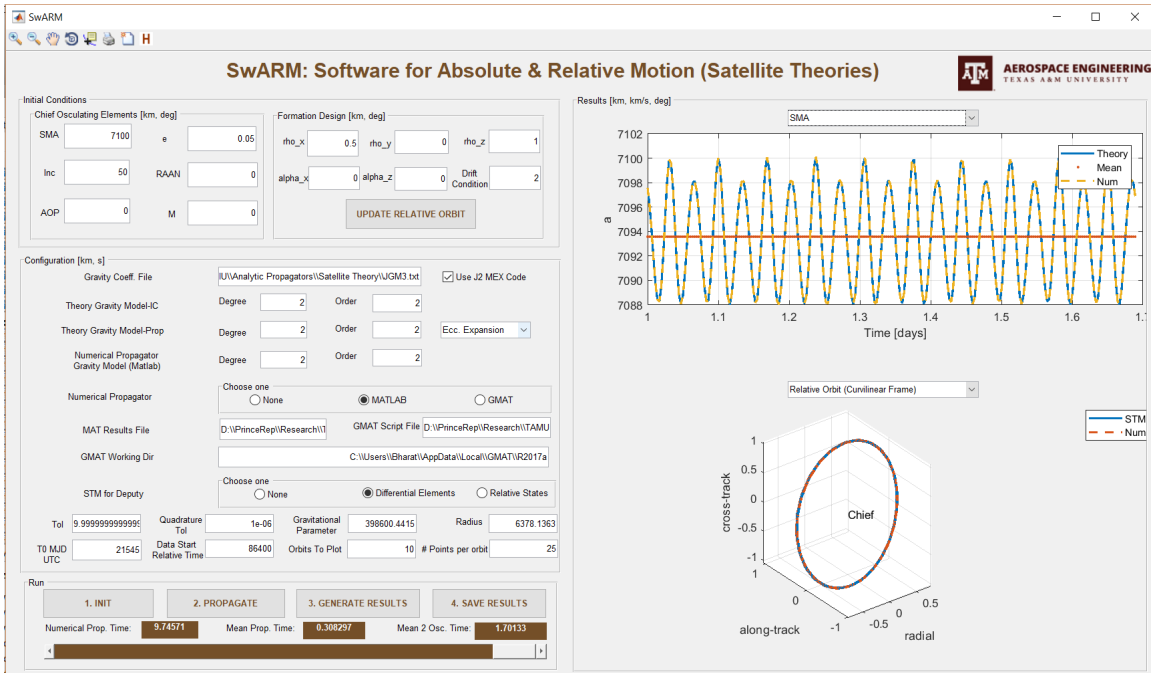 SwARM
H
SwARM: Software for Absolute & Relative Motion (Satellite Theories)
ATM
AEROSPACE ENGINEERING
TEXAS A&M UNIVERSITY
Initial Conditions
Chief Osculating Elements [km, deg]
SMA 7100 e 0.05
Inc 50 RAAN 0
AOP 0 M 0
Formation Design [km, deg]
rho_x 0.5 rho_y 0 rho_z 1
alpha_x 0 alpha_z 0 Drift Condition 2
UPDATE RELATIVE ORBIT
Configuration [km, s]
Gravity Coeff. File IU\\Analytic Propagators\\Satellite Theory\\JGM3.txt Use J2 MEX Code
Theory Gravity Model-IC Degree 2 Order 2
Theory Gravity Model-Prop Degree 2 Order 2 Ecc. Expansion
Numerical Propagator
Gravity Model (Matlab) Degree 2 Order 2
Choose one
Numerical Propagator None MATLAB GMAT
MAT Results File D:\\PrinceRep\\Research\\T GMAT Script File D:\\PrinceRep\\Research\\TAMU
GMAT Working Dir C:\\Users\\Bharat\\AppData\\Local\\GMAT\\R2017a
Choose one
STM for Deputy None Differential Elements Relative States
Tol 9.9999999999999 Quadrature Tol 1e-06 Gravitational Parameter 398600.4415 Radius 6378.1363
T0 MJD UTC 21545 Data Start Relative Time 86400 Orbits To Plot 10 # Points per orbit 25
Run
1. INIT 2. PROPAGATE 3. GENERATE RESULTS 4. SAVE RESULTS
Numerical Prop. Time: 9.74571 Mean Prop. Time: 0.308297 Mean 2 Osc. Time: 1.70133
Results [km, km/s, deg]
SMA
7102
7100
7098
7096
7094
7092
7090
7088
a
Theory
Mean
Num
1 1.1 1.2 1.3 1.4 1.5 1.6 1.7
Time [days]
Relative Orbit (Curvilinear Frame)
STM
Num
1
0.5
0
-0.5
-1
cross-track
Chief
1
0
-1
along-track
-0.5
0
0.5
radial